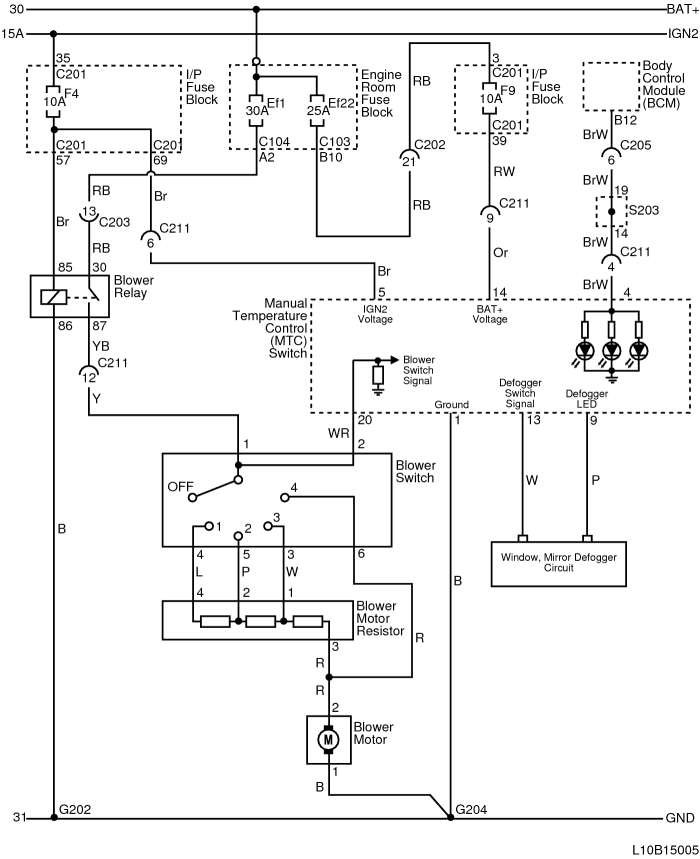 30
BAT+
15A
IGN2
35
C201
I/P
Fuse
Block
F4
10A
C201
57
C201
69
Engine
Room
Fuse
Block
Ef1
30A
Ef22
25A
C104
A2
C103
B10
RB
3
C201
I/P
Fuse
Block
F9
10A
C201
39
Body
Control
Module
(BCM)
B12
BrW
C205
6
C202
21
RB
13
C203
RB
Br
C211
6
RB
RW
C211
9
Or
BrW
19
S203
14
BrW
C211
4
BrW
4
Br
85
30
Blower
Relay
86
87
YB
C211
12
Y
Br
5
IGN2
Voltage
14
BAT+
Voltage
Manual
Temperature
Control
(MTC)
Switch
Blower
Switch
Signal
Ground
Defogger
Switch
Signal
Defogger
LED
20
1
13
9
WR
1
2
Blower
Switch
OFF
4
1
2
3
4
5
3
6
L
P
W
4
2
1
Blower
Motor
Resistor
3
R
R
R
2
M
Blower
Motor
1
B
B
B
W
P
Window, Mirror Defogger
Circuit
31
G202
G204
GND
L10B15005